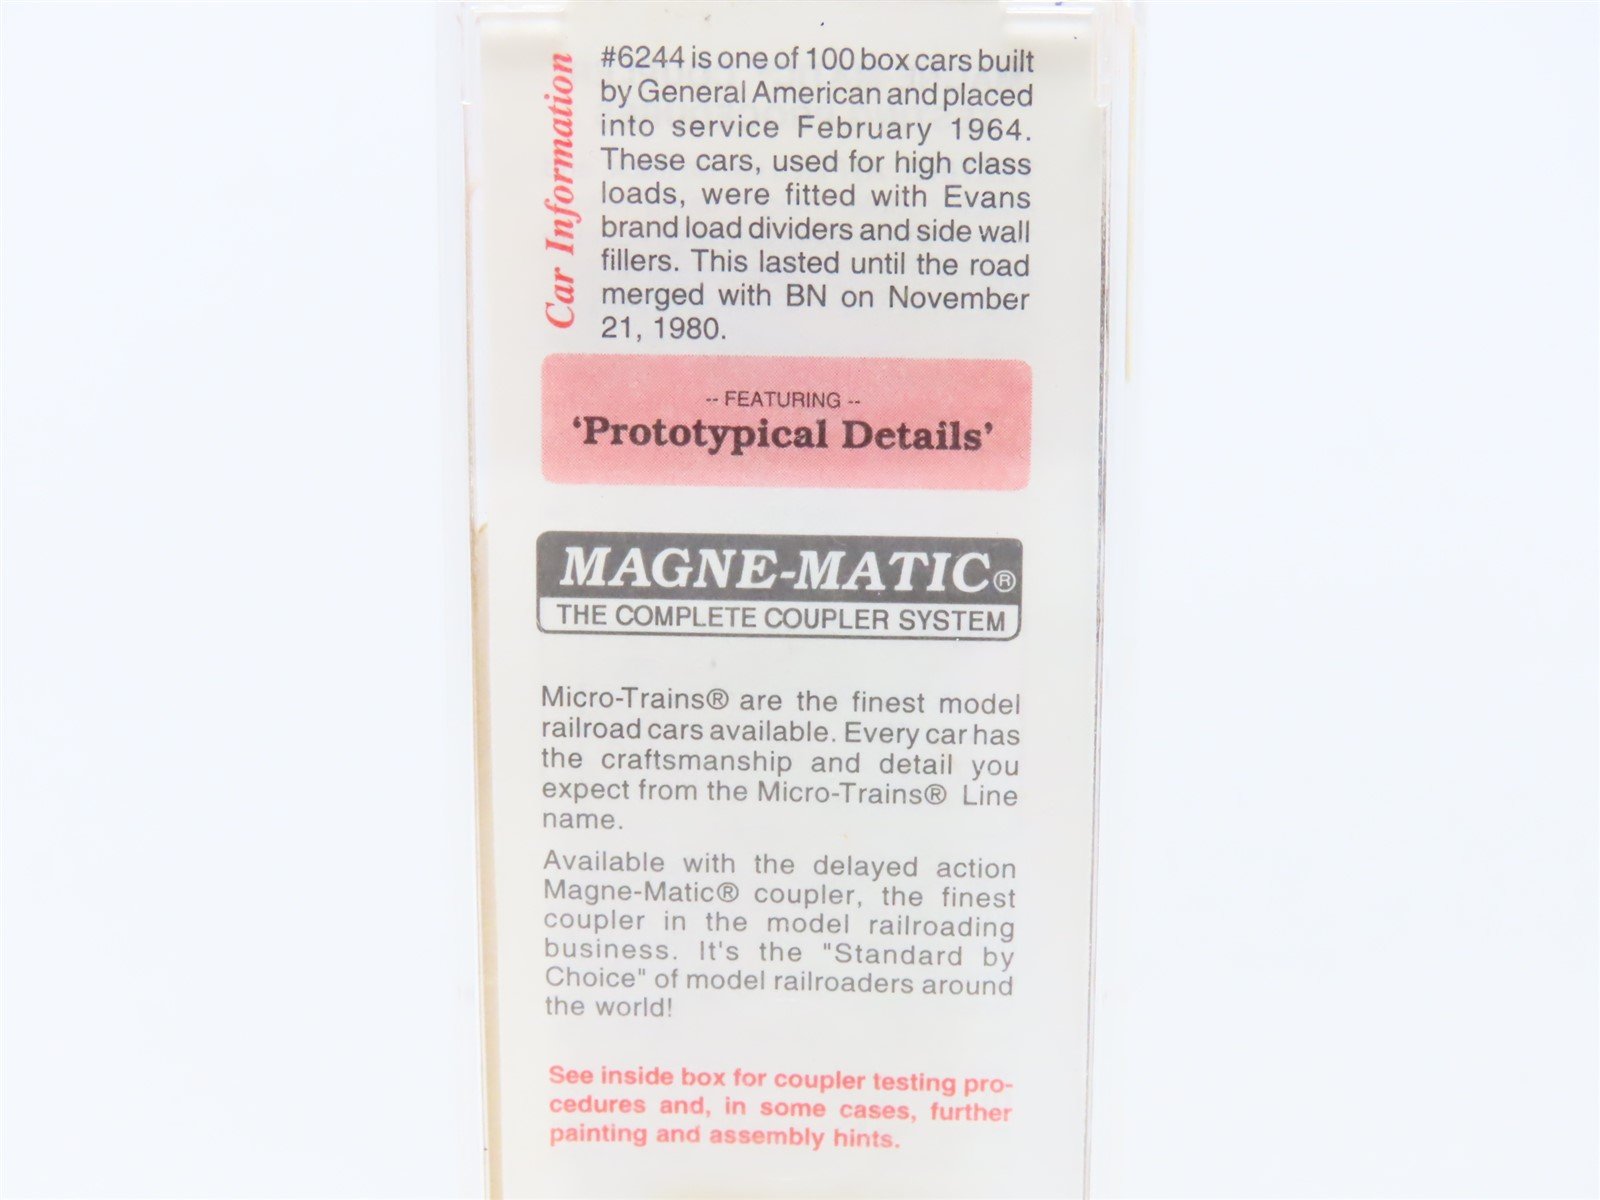 Car Information
#6244 is one of 100 box cars built
by General American and placed
into service February 1964.
These cars, used for high class
loads, were fitted with Evans
brand load dividers and side wall
fillers. This lasted until the road
merged with BN on November
21, 1980.
-- FEATURING --
‘Prototypical Details’
MAGNE-MATIC®
THE COMPLETE COUPLER SYSTEM
Micro-Trains® are the finest model
railroad cars available. Every car has
the craftsmanship and detail you
expect from the Micro-Trains® Line
name.
Available with the delayed action
Magne-Matic® coupler, the finest
coupler in the model railroading
business. It's the "Standard by
Choice" of model railroaders around
the world!
See inside box for coupler testing pro-
cedures and, in some cases, further
painting and assembly hints.